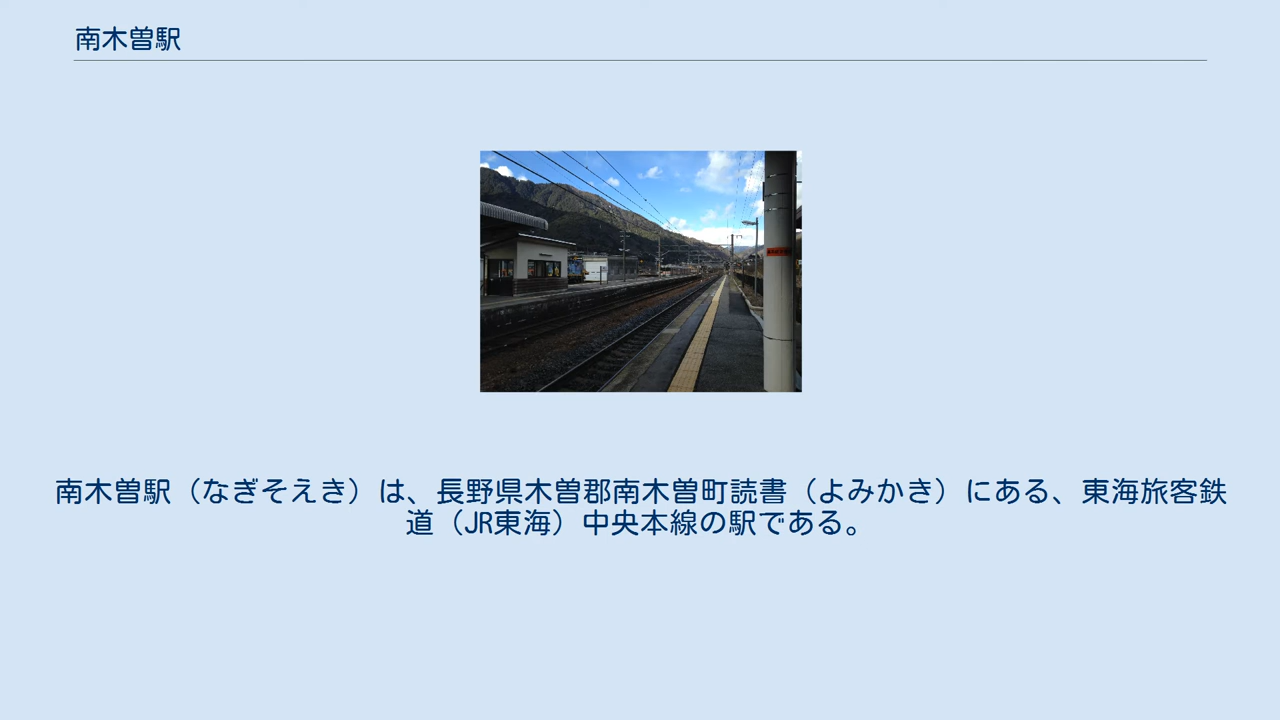 南木曽駅
南木曽駅（なぎそえき）は、長野県木曽郡南木曽町読書（よみかき）にある、東海旅客鉄
道（JR東海）中央本線の駅である。